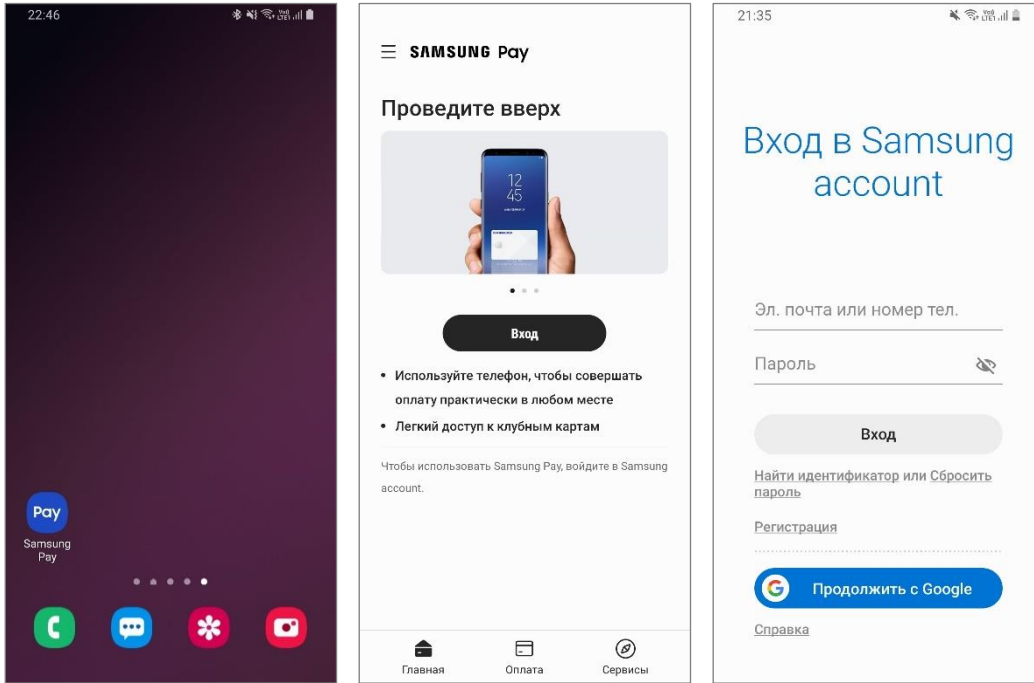 22:46
Pay
Samsung
Pay
SAMSUNG Pay
Проведите вверх
12
45
Вход
• Используйте телефон, чтобы совершать
оплату практически в любом месте
• Легкий доступ к клубным картам
Чтобы использовать Samsung Pay, войдите в Samsung
account.
Главная
Оплата
Сервисы
21:35
Вход в Samsung
account
Эл. почта или номер тел.
Пароль
Вход
Найти идентификатор или Сбросить
пароль
Регистрация
Продолжить с Google
Справка